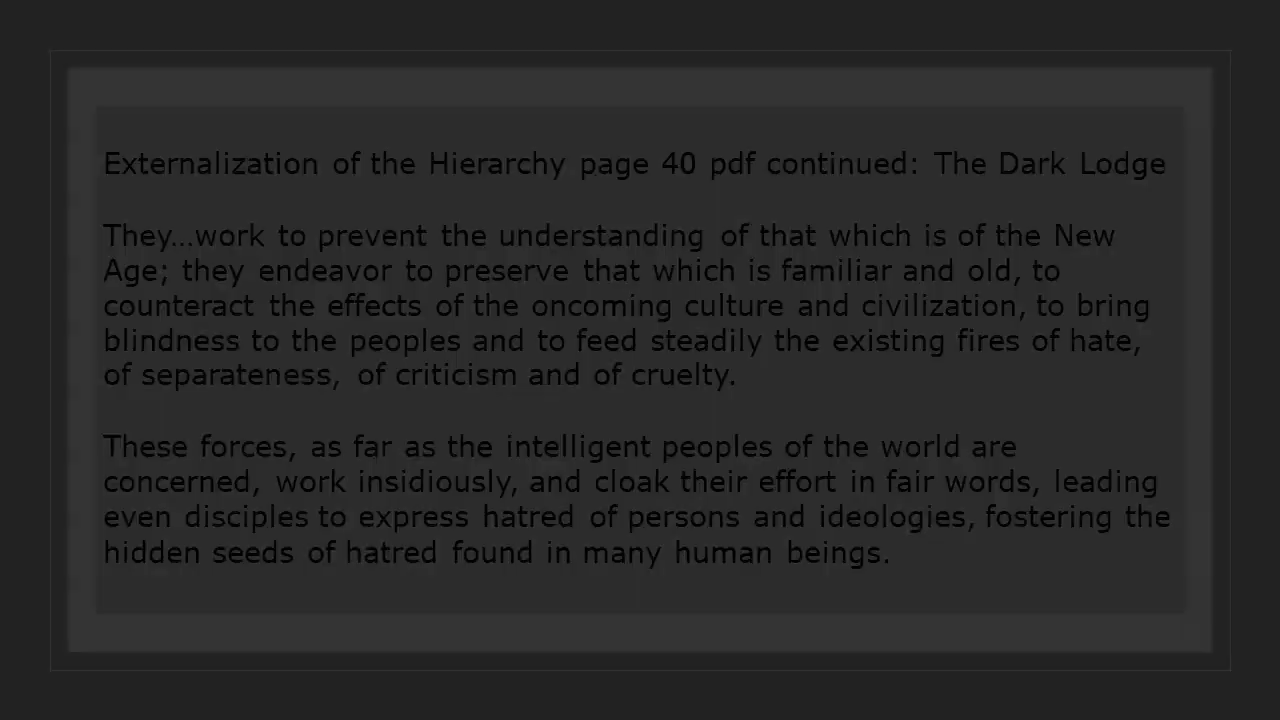 Externalization of the Hierarchy page 40 pdf continued: The Dark Lodge
They...work to prevent the understanding of that which is of the New
Age; they endeavor to preserve that which is familiar and old, to
counteract the effects of the oncoming culture and civilization, to bring
blindness to the peoples and to feed steadily the existing fires of hate,
of separateness, of criticism and of cruelty.
These forces, as far as the intelligent peoples of the world are
concerned, work insidiously, and cloak their effort in fair words, leading
even disciples to express hatred of persons and ideologies, fostering the
hidden seeds of hatred found in many human beings.